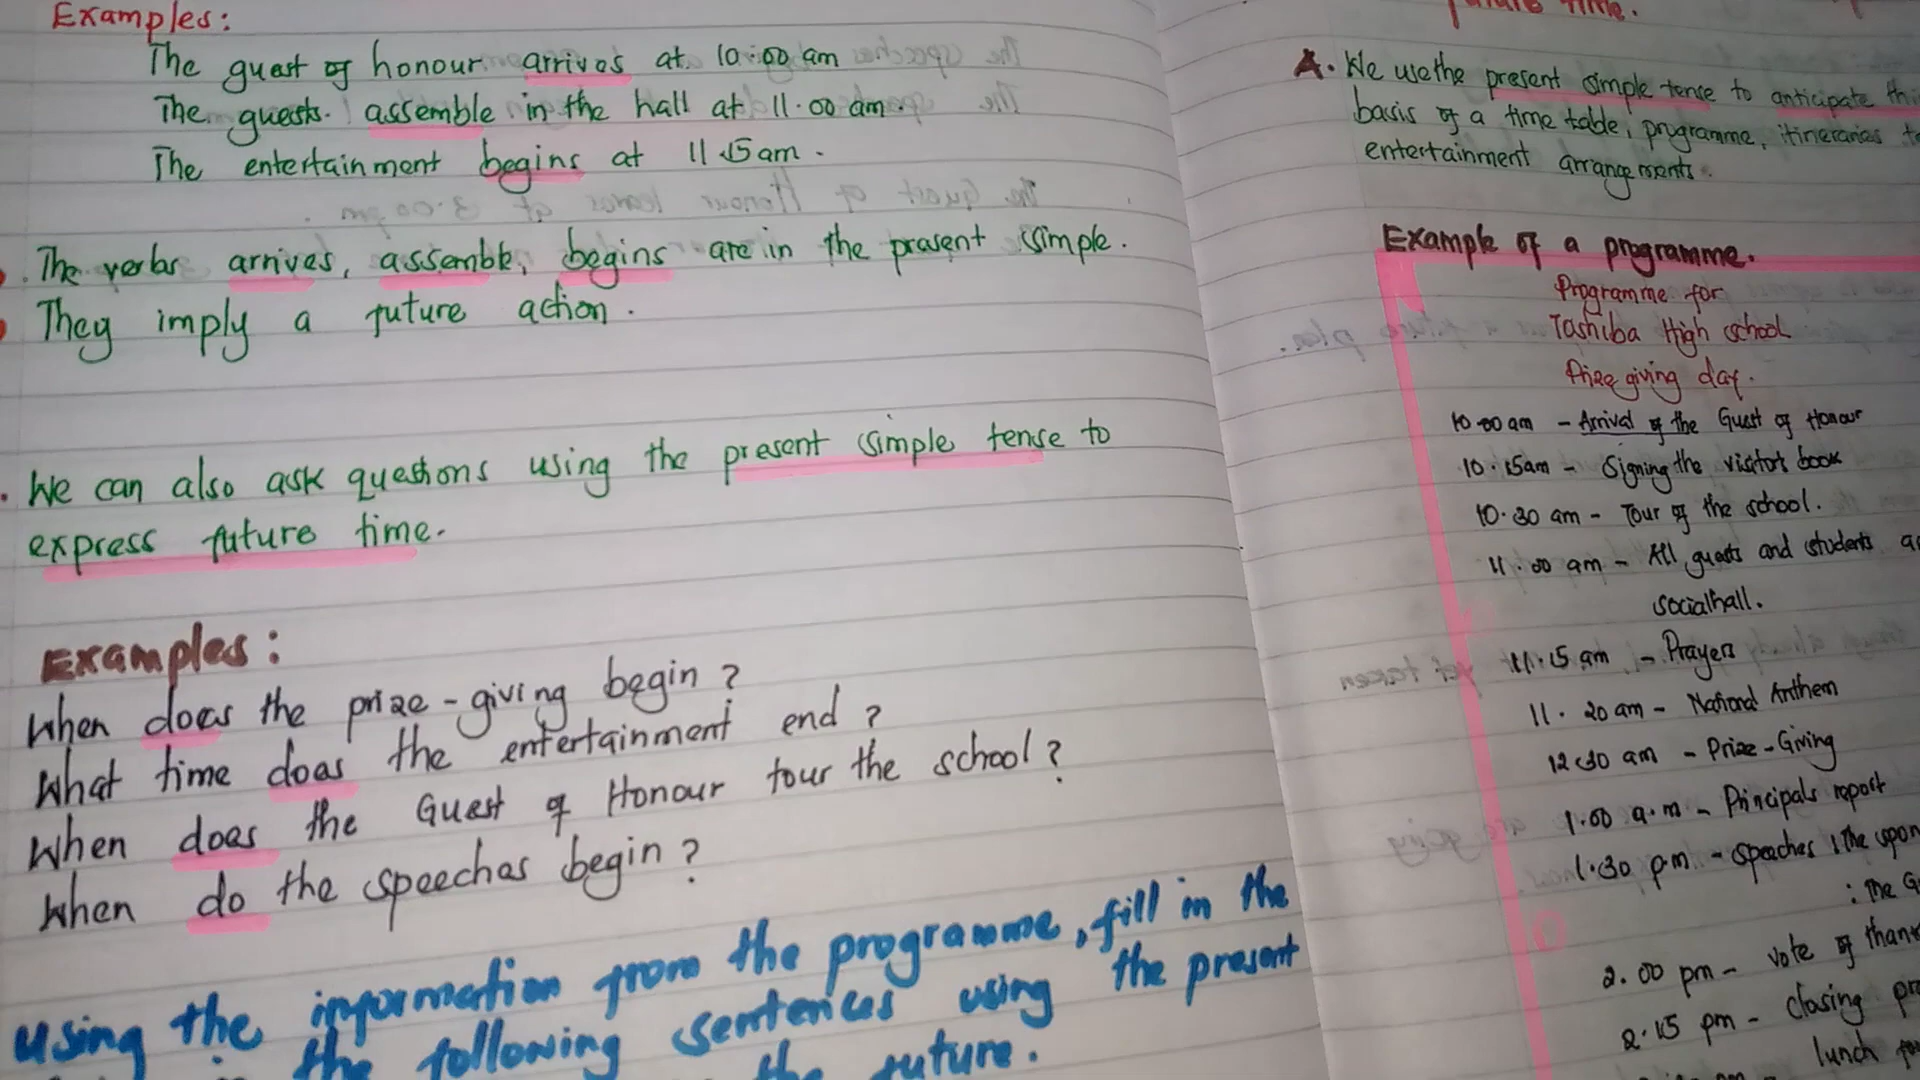 Examples:
The guest of honour arrives at 10:00 am
The guests assemble in the hall at 11.00 am.
The entertainment begins at 11.15 am.
The verbs arrives, assemble, begins are in the present simple.
They imply a future action.
We can also ask questions using the present simple tense to
express future time.
Examples:
When does the prize-giving begin?
What time does the entertainment end?
When does the Guest of Honour tour the school?
When do the speeches begin?
Using the information from the programme, fill in the
the following sentences using the present
the future.
future time.
A. We use the present simple tense to anticipate
basis of a time table, programme, itineraries
entertainment arrangements.
Example of a programme.
Programme for
Tashiba High school
Prize giving day.
10.00 am - Arrival of the Guest of Honour
10.15am - Signing the visitors book
10.30 am - Tour of the school.
11.00 am - All guests and students
social hall.
11.15 am - Prayers
11.20 am - National Anthem
12.30 am - Prize-Giving
1.00 a.m - Principals report
1.30 pm - speeches : The
: The
2.00 pm - vote of
2.15 pm - closing
lunch